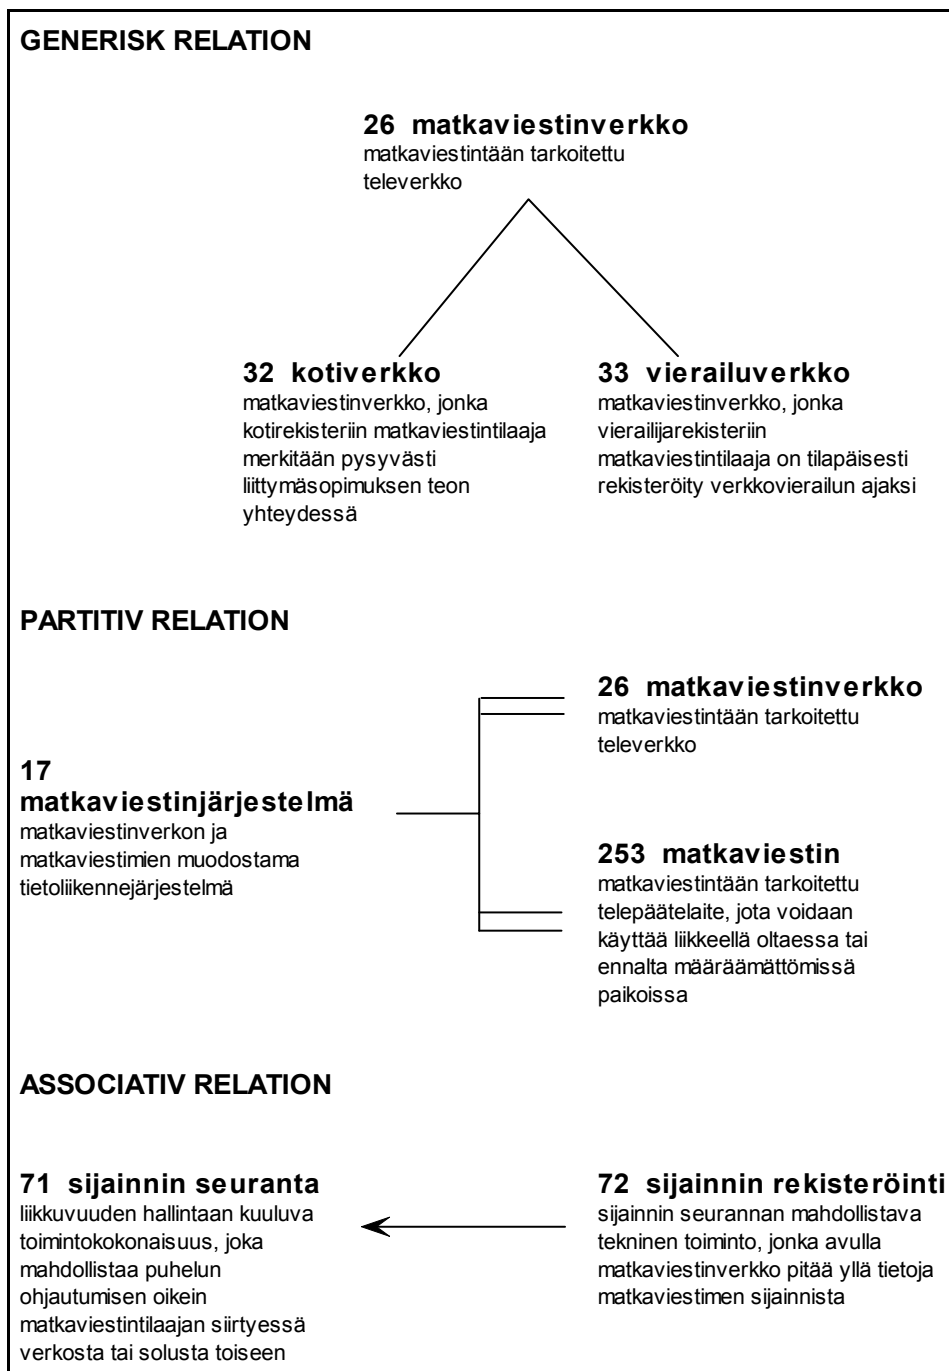 GENERISK RELATION
26 matkaviestinverkko
matkaviestintään tarkoitettu
televerkko
32 kotiverkko
matkaviestinverkko, jonka
kotirekisteriin matkaviestintilaaja
merkitään pysyvästi
liittymäsopimuksen teon
yhteydessä
33 vierailuverkko
matkaviestinverkko, jonka
vierailijarekisteriin
matkaviestintilaaja on tilapäisesti
rekisteröity verkkovierailun ajaksi
PARTITIV RELATION
17
matkaviestinjärjestelmä
matkaviestinverkon ja
matkaviestimien muodostama
tietoliikennejärjestelmä
26 matkaviestinverkko
matkaviestintään tarkoitettu
televerkko
253 matkaviestin
matkaviestintään tarkoitettu
telepäätelaite, jota voidaan
käyttää liikkeellä oltaessa tai
ennalta määräämättömissä
paikoissa
ASSOCIATIV RELATION
71 sijainnin seuranta
liikkuvuuden hallintaan kuuluva
toimintokokonaisuus, joka
mahdollistaa puhelun
ohjautumisen oikein
matkaviestintilaajan siirtyessä
verkosta tai solusta toiseen
72 sijainnin rekisteröinti
sijainnin seurannan mahdollistava
tekninen toiminto, jonka avulla
matkaviestinverkko pitää yllä tietoja
matkaviestimen sijainnista